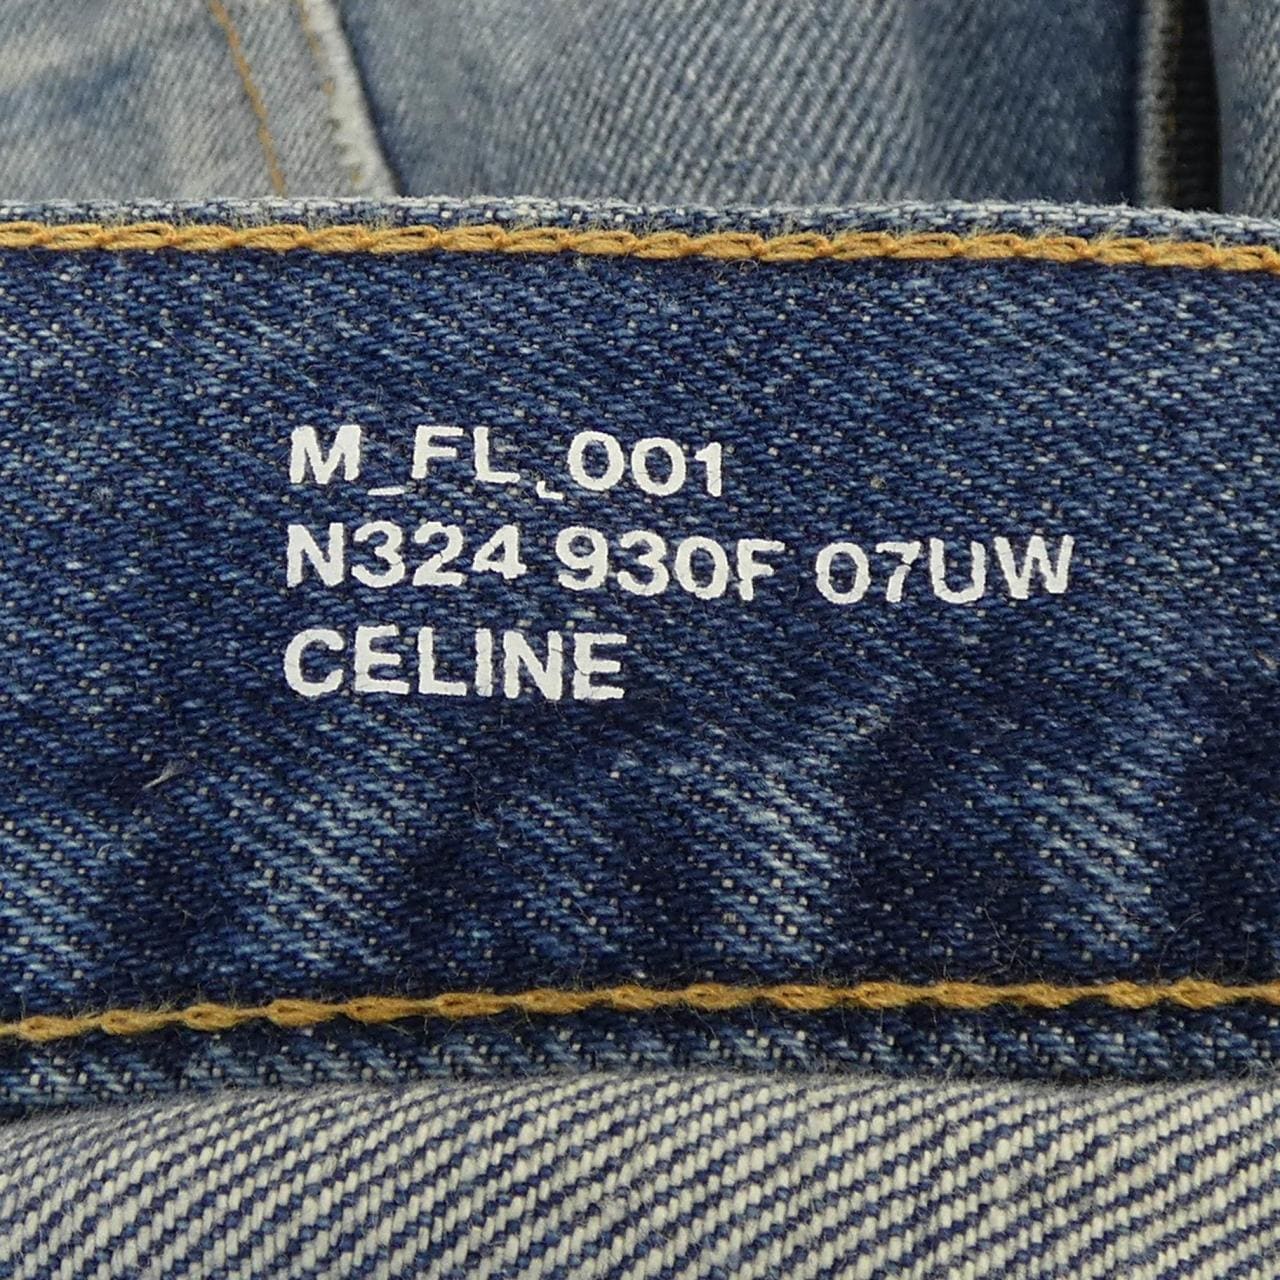 M_FL_001
N324 930F 07UW
CELINE